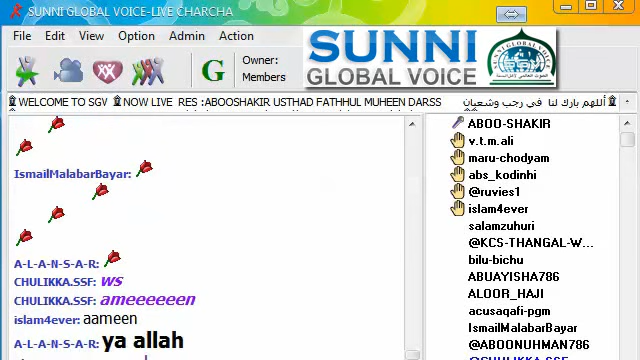 SUNNI GLOBAL VOICE-LIVE CHARCHA
File View Option Admin Action
G
Owner:
Members
SUNNI
GLOBAL VOICE
WELCOME TO SGV NOW LIVE RES :ABOOSHAKIR USTHAD FATHHUL MUHEEN DARSS أللهم بارك لنا في رجب وشعبان
IsmailMalabarBayar:
A-L-A-N-S-A-R:
CHULIKKA.SSF: ws
CHULIKKA.SSF: ameeeeeen
islam4ever: aameen
A-L-A-N-S-A-R: ya allah
ABOO-SHAKIR
v.t.m.ali
maru-chodyam
abs_kodinhi
@ruvies1
islam4ever
salamzuhuri
@KCS-THANGAL-W...
bilu-bichu
ABUAYISHA786
ALOOR_HAJI
acusaqafi-pgm
IsmailMalabarBayar
@ABOONUHMAN786
@CHULIKKA.SSF